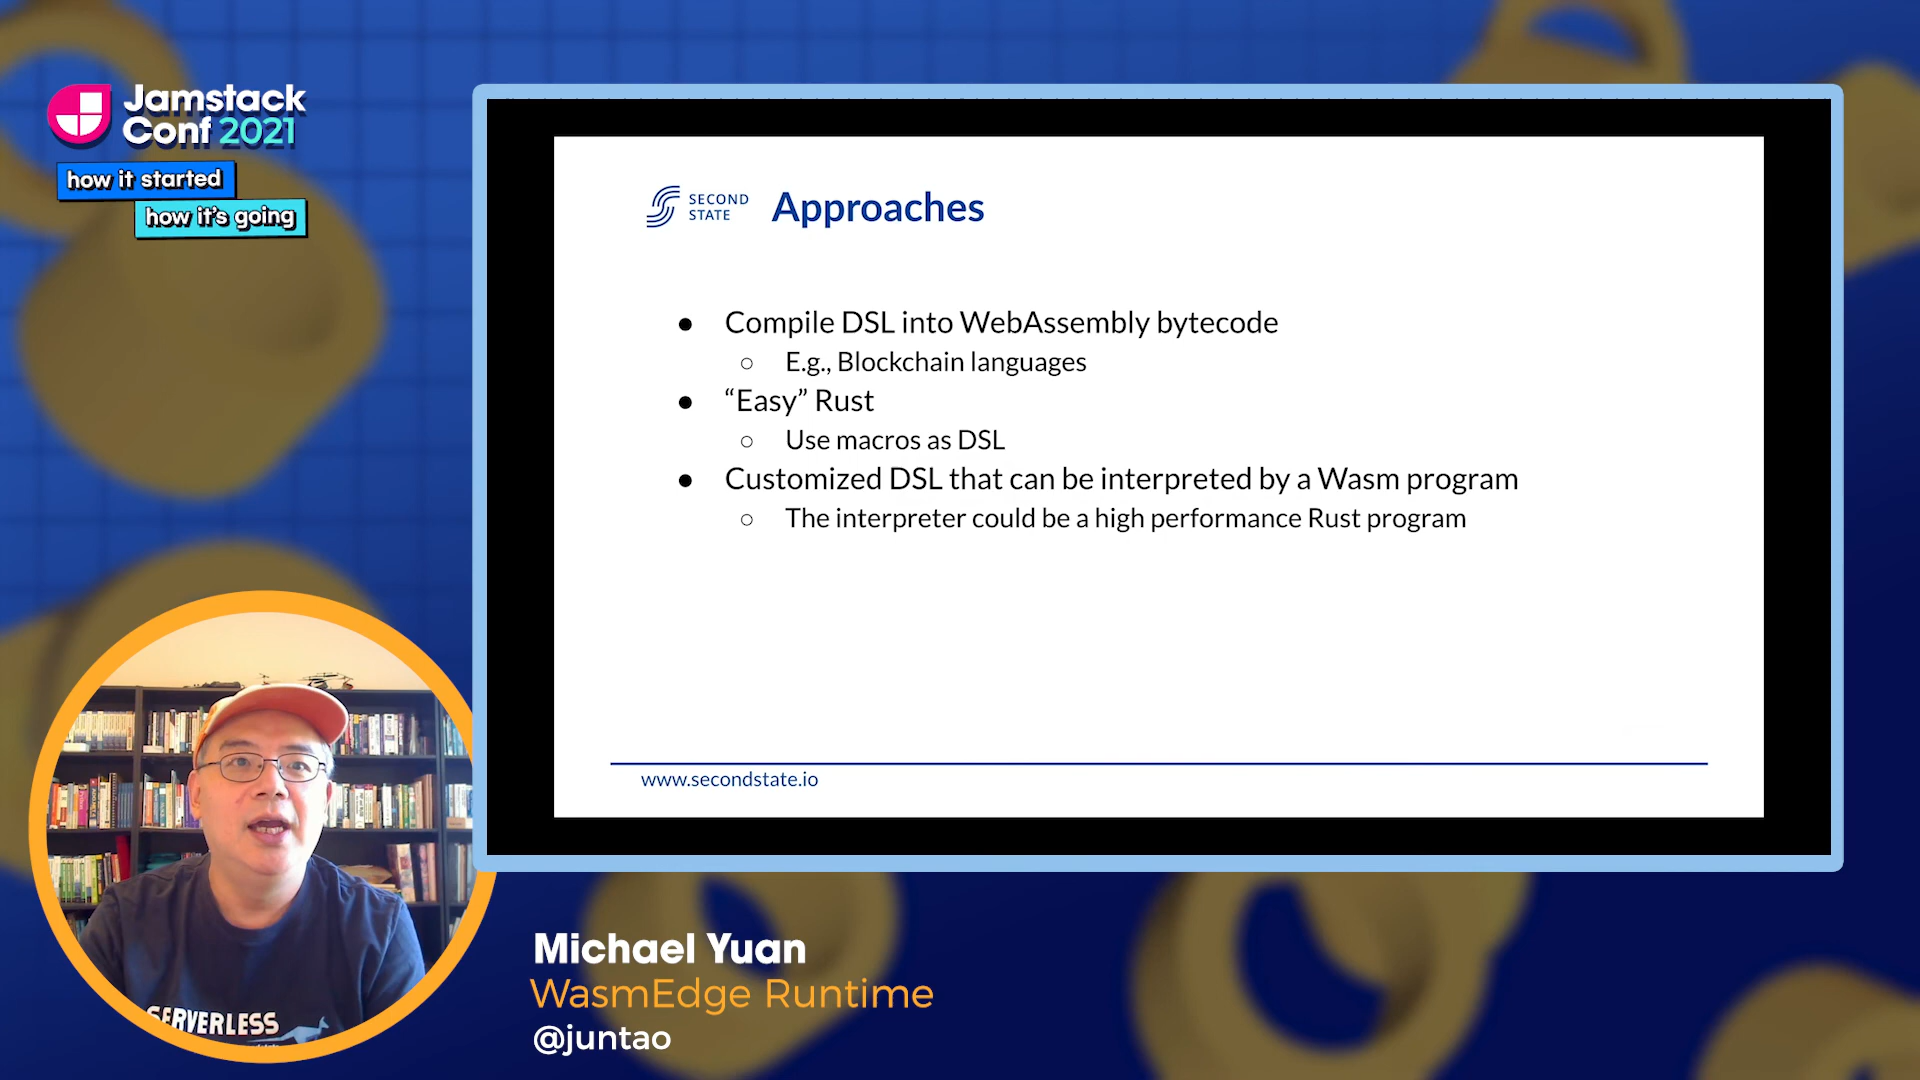 Jamstack
Conf 2021
how it started
how it's going
SECOND
STATE
Approaches
● Compile DSL into WebAssembly bytecode
○ E.g., Blockchain languages
● “Easy” Rust
○ Use macros as DSL
● Customized DSL that can be interpreted by a Wasm program
○ The interpreter could be a high performance Rust program
www.secondstate.io
SERVERLESS
Michael Yuan
WasmEdge Runtime
@juntao